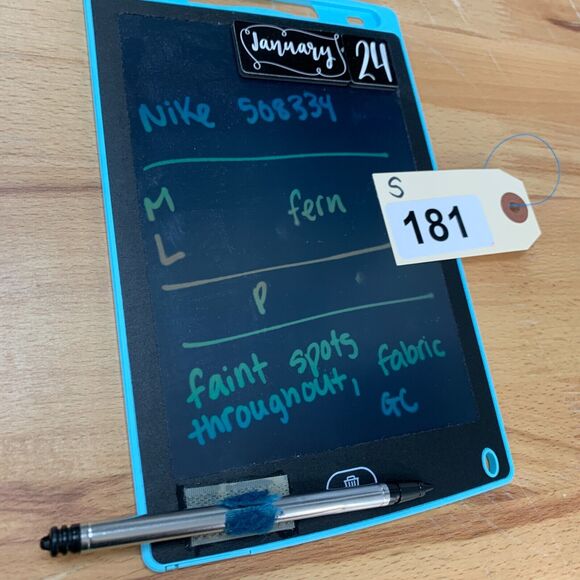 January 24
Nike 508334
M fern
L
P
faint spots fabric
throughout, GC
S
181